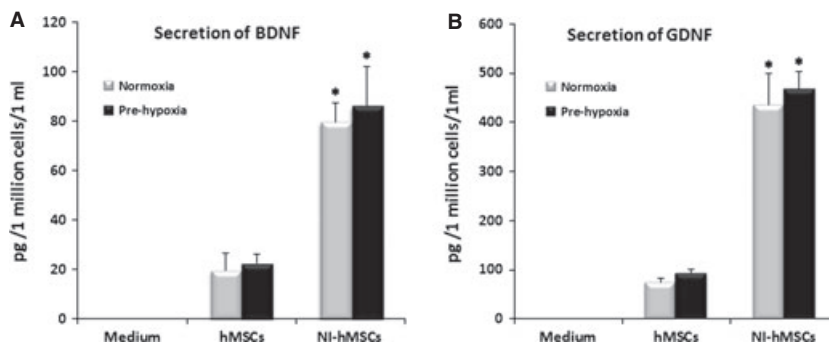 A
Secretion of BDNF
Normoxia
Pre-hypoxia
pg /1 million cells/1 ml
120
100
80
60
40
20
0
*
*
Medium
hMSCs
NI-hMSCs
B
Secretion of GDNF
Normoxia
Pre-hypoxia
pg /1 million cells/1ml
600
500
400
300
200
100
0
*
*
Medium
hMSCs
NI-hMSCs